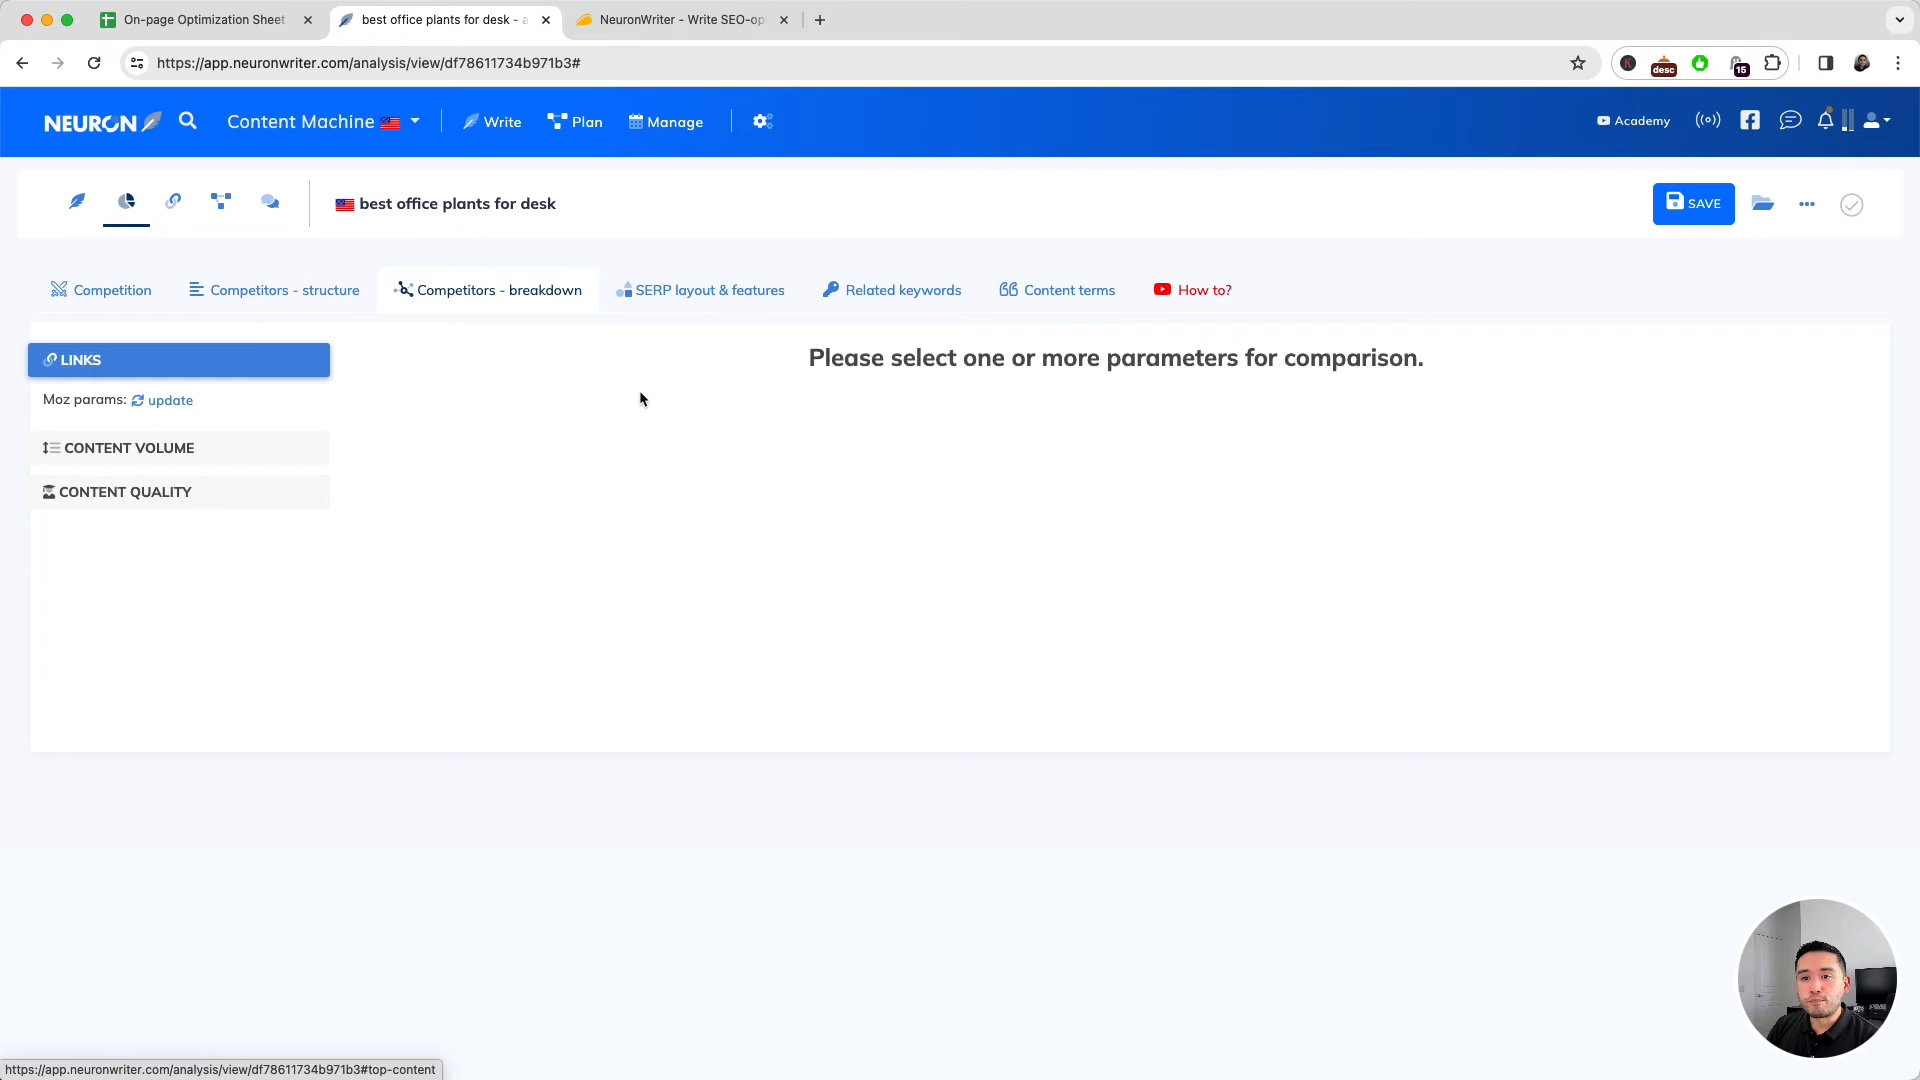 On-page Optimization Sheet
best office plants for desk - a
NeuronWriter - Write SEO-op
https://app.neuronwriter.com/analysis/view/df78611734b971b3#
desc
15
NEURON
Content Machine
Write
Plan
Manage
Academy
best office plants for desk
SAVE
Competition
Competitors - structure
Competitors - breakdown
SERP layout & features
Related keywords
Content terms
How to?
LINKS
Please select one or more parameters for comparison.
Moz params: update
CONTENT VOLUME
CONTENT QUALITY
https://app.neuronwriter.com/analysis/view/df78611734b971b3#top-content